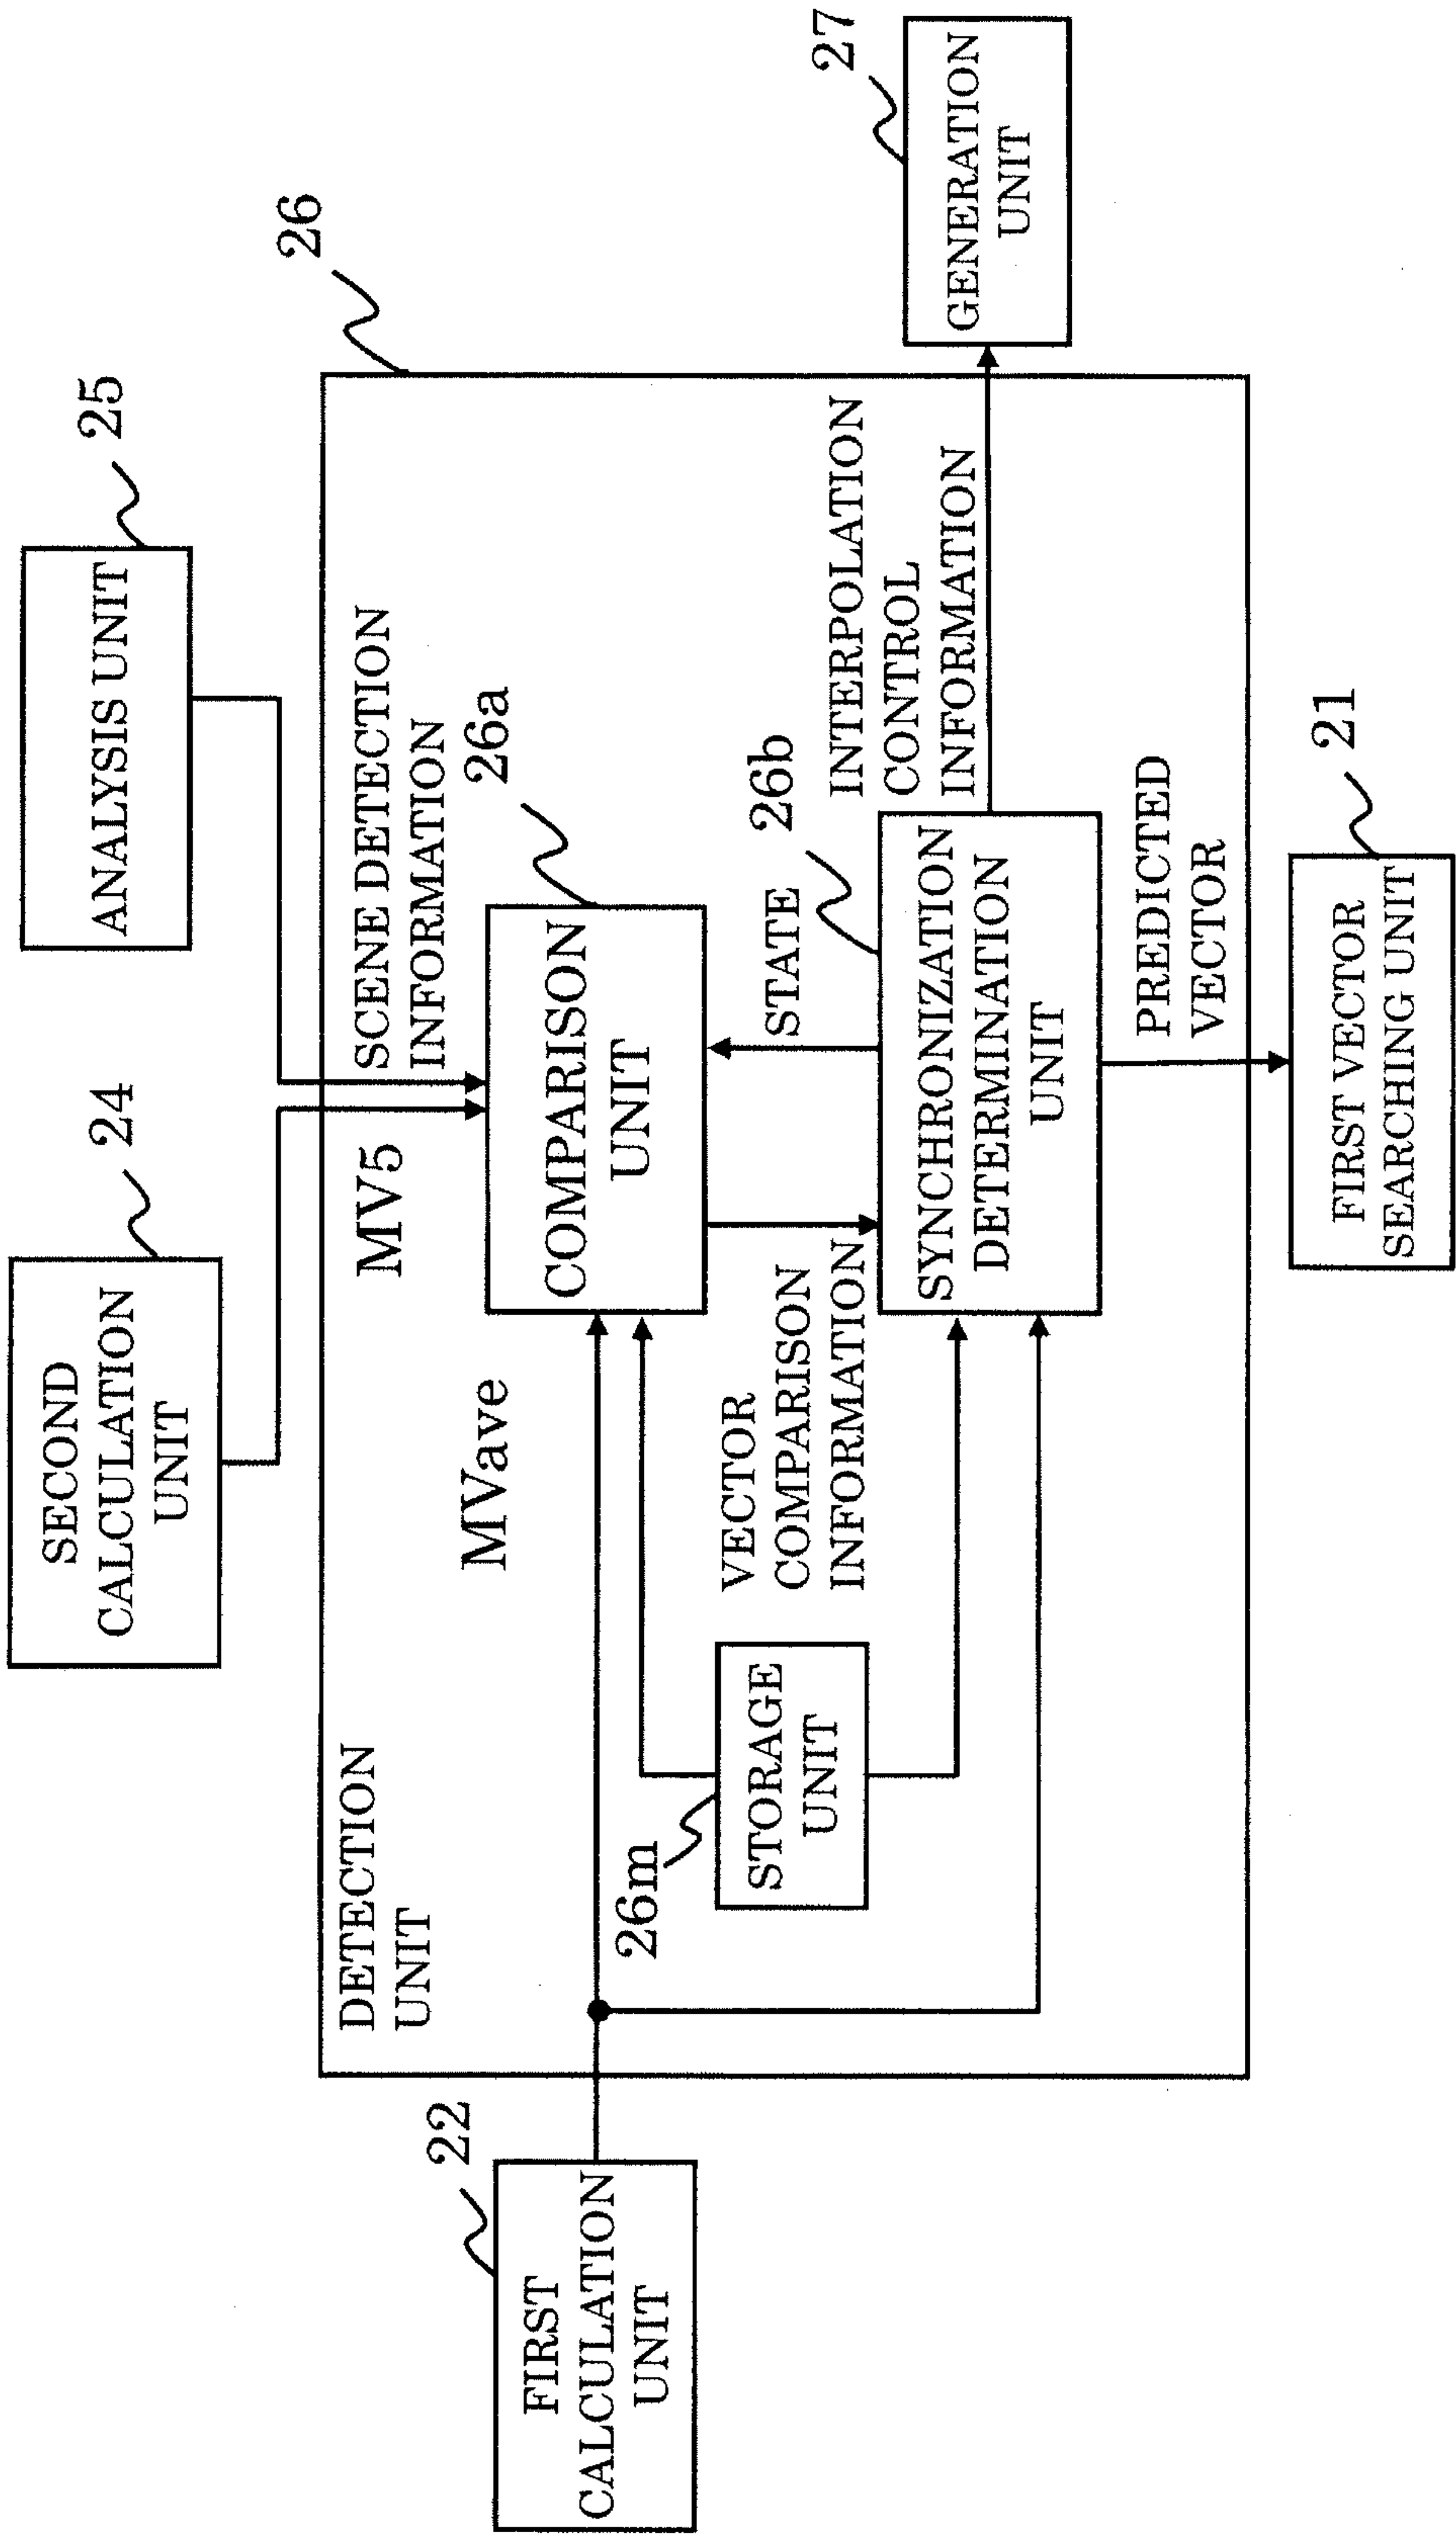 SECOND
CALCULATION
UNIT
24
ANALYSIS UNIT
25
26
DETECTION
UNIT
MV5
SCENE DETECTION
INFORMATION
FIRST
CALCULATION
UNIT
22
MVave
COMPARISON
UNIT
26a
STORAGE
UNIT
26m
VECTOR
COMPARISON
INFORMATION
STATE
SYNCHRONIZATION
DETERMINATION
UNIT
26b
INTERPOLATION
CONTROL
INFORMATION
GENERATION
UNIT
27
PREDICTED
VECTOR
FIRST VECTOR
SEARCHING UNIT
21